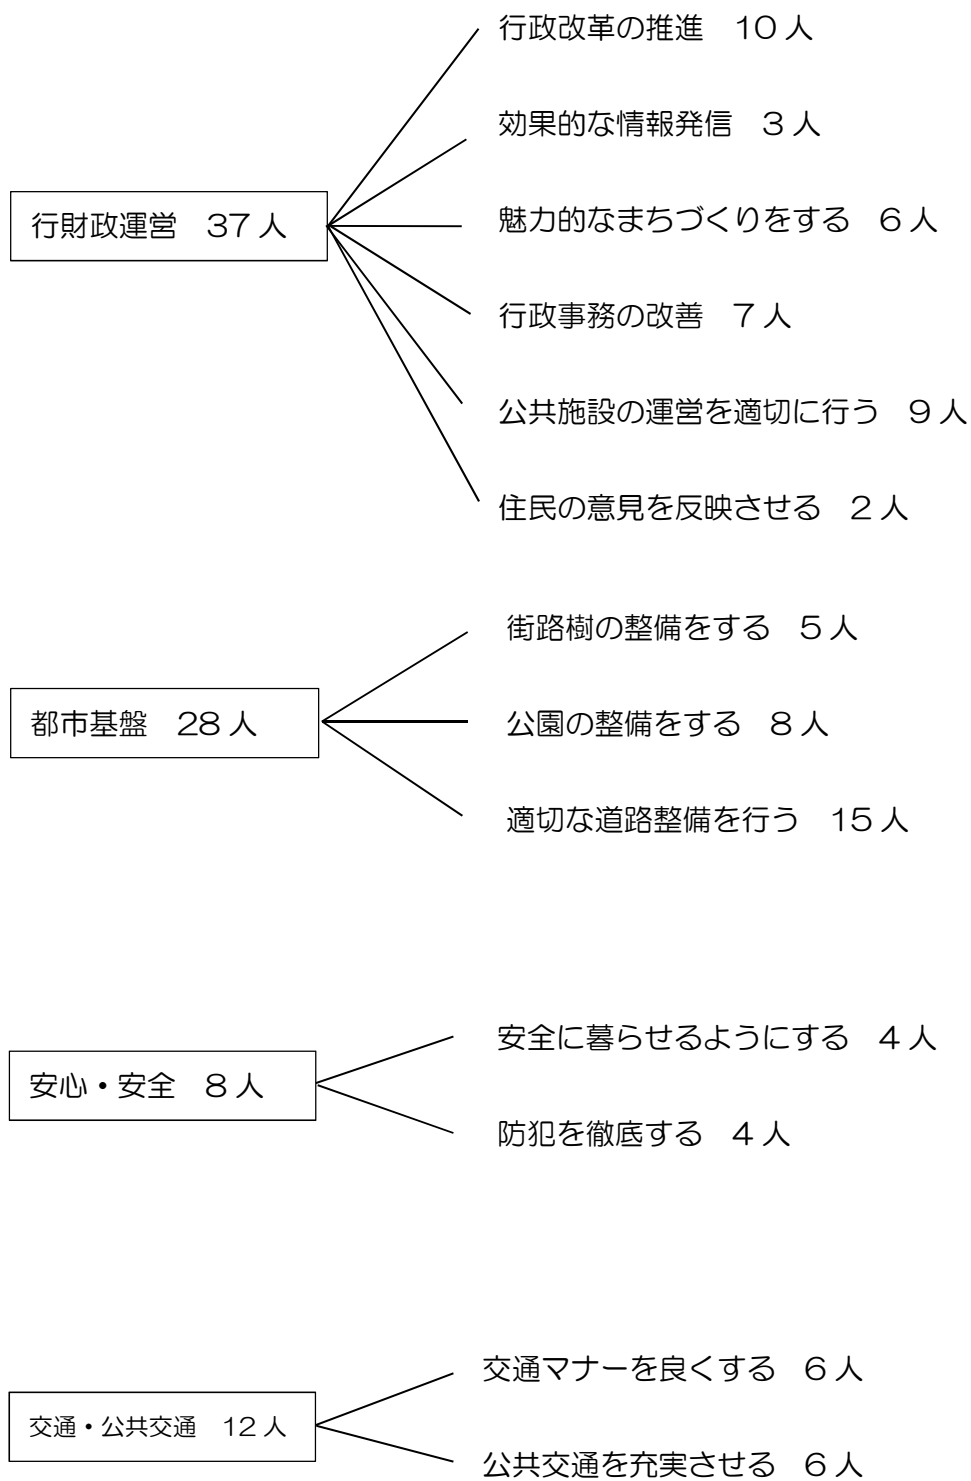 行政改革の推進　10人
効果的な情報発信　3人
行財政運営　37人
魅力的なまちづくりをする　6人
行政事務の改善　7人
公共施設の運営を適切に行う　9人
住民の意見を反映させる　2人
街路樹の整備をする　5人
都市基盤　28人
公園の整備をする　8人
適切な道路整備を行う　15人
安全に暮らせるようにする　4人
安心・安全　8人
防犯を徹底する　4人
交通マナーを良くする　6人
交通・公共交通　12人
公共交通を充実させる　6人